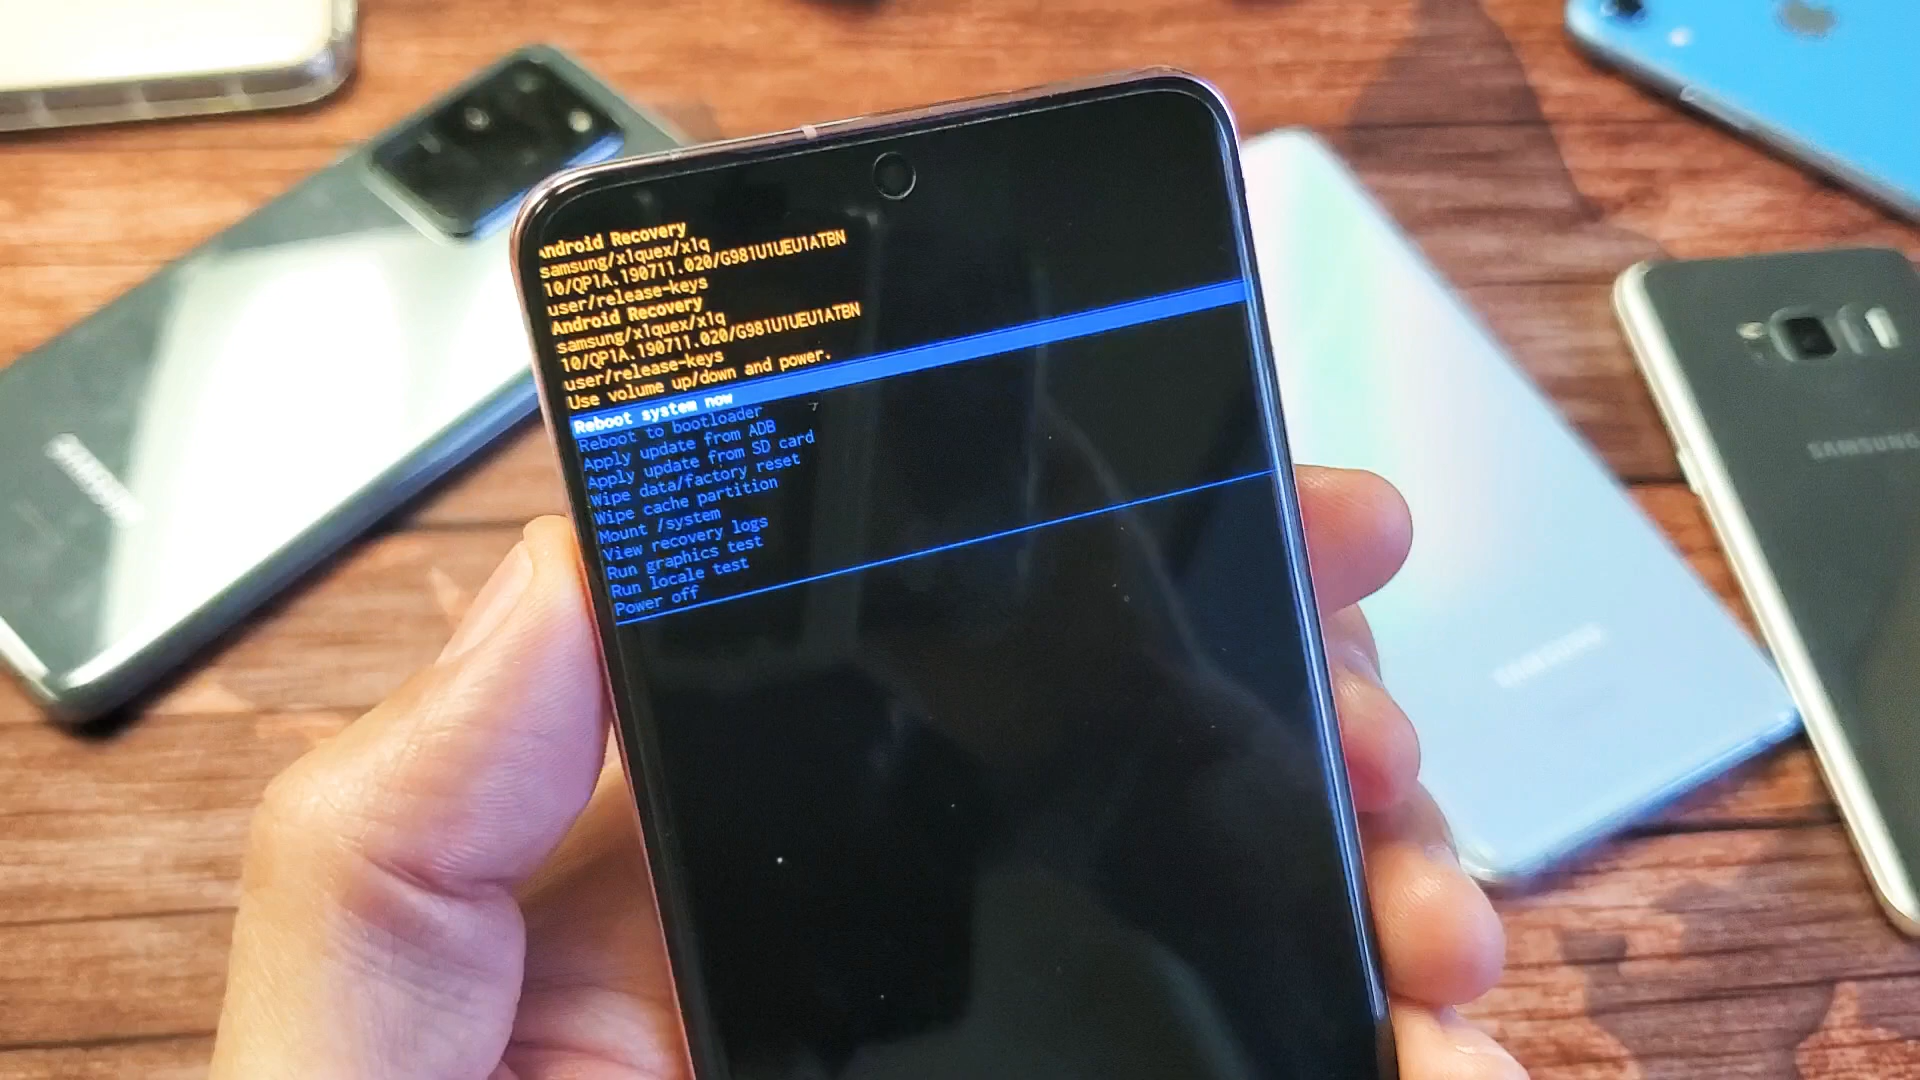 Android Recovery
samsung/x1quex/x1q
10/QP1A.190711.020/G981U1UEU1ATBN
user/release-keys
Android Recovery
samsung/x1quex/x1q
10/QP1A.190711.020/G981U1UEU1ATBN
user/release-keys
Use volume up/down and power.
Reboot system now
Reboot to bootloader
Apply update from ADB
Apply update from SD card
Wipe data/factory reset
Wipe cache partition
Mount /system
View recovery logs
Run graphics test
Run locale test
Power off
SAMSUNG
SAMSUNG
SAMSUNG